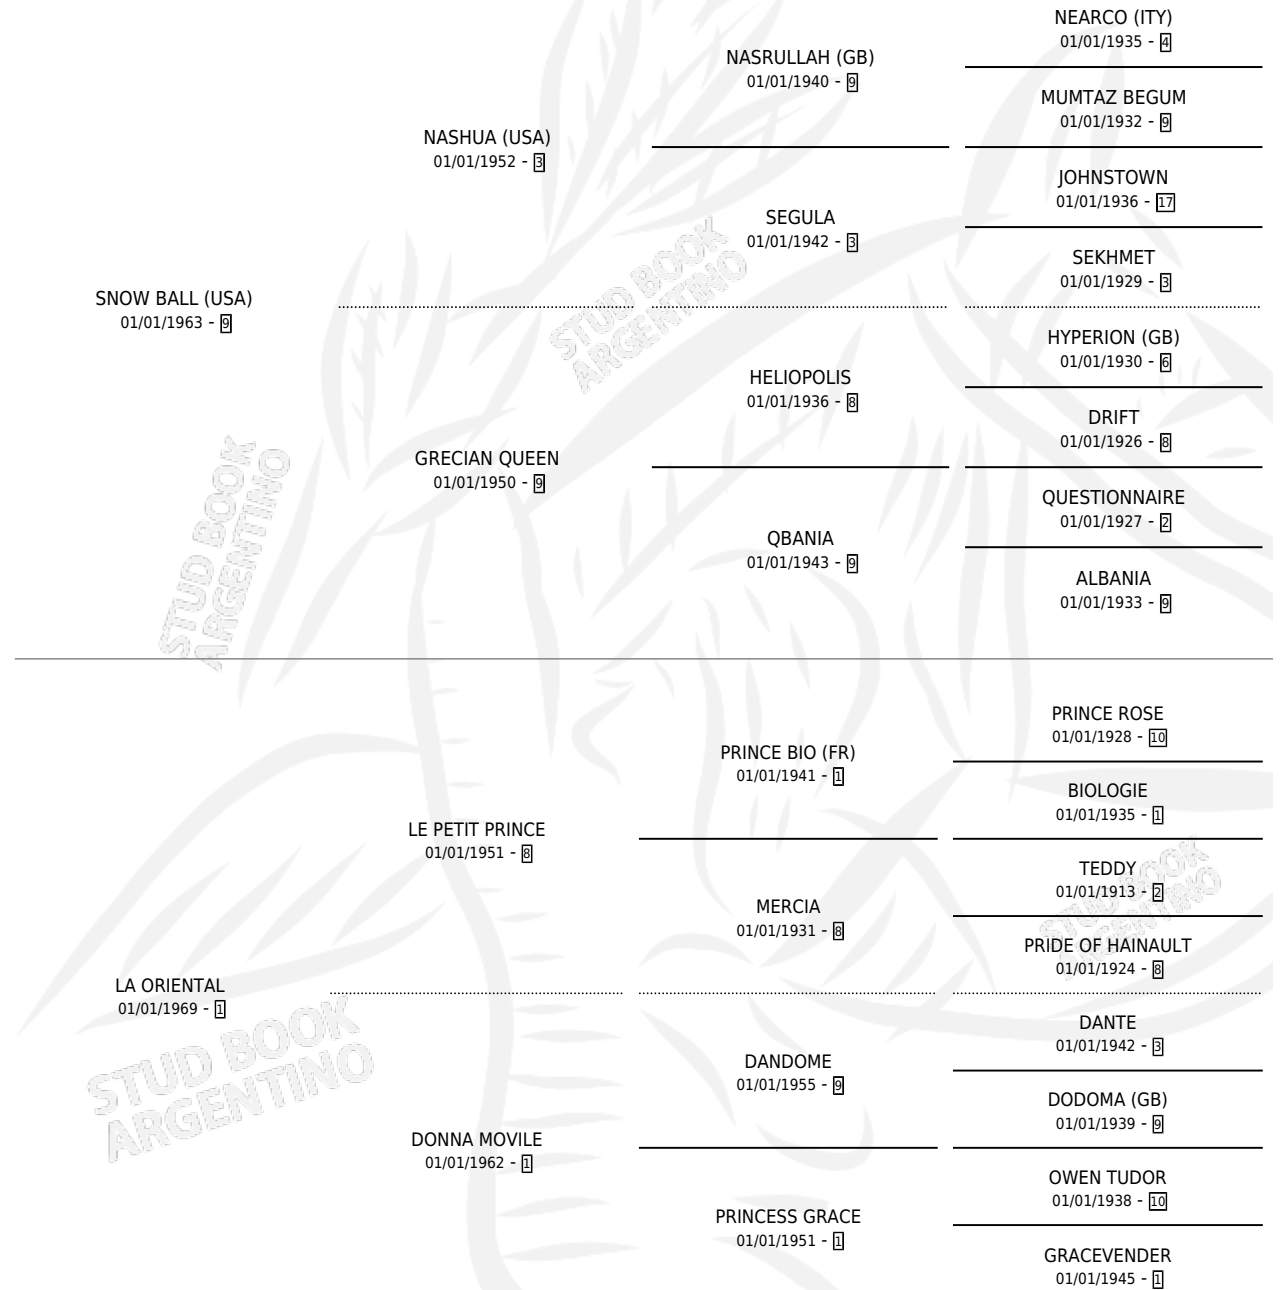 NEARCO (ITY)
01/01/1935 - 4
NASRULLAH (GB)
01/01/1940 - 9
MUMTAZ BEGUM
01/01/1932 - 9
NASHUA (USA)
01/01/1952 - 3
JOHNSTOWN
01/01/1936 - 17
SEGULA
01/01/1942 - 3
SEKHMET
01/01/1929 - 3
SNOW BALL (USA)
01/01/1963 - 9
HYPERION (GB)
01/01/1930 - 6
HELIOPOLIS
01/01/1936 - 8
DRIFT
01/01/1926 - 8
GRECIAN QUEEN
01/01/1950 - 9
QUESTIONNAIRE
01/01/1927 - 2
QBANIA
01/01/1943 - 9
ALBANIA
01/01/1933 - 9
PRINCE ROSE
01/01/1928 - 10
PRINCE BIO (FR)
01/01/1941 - 1
BIOLOGIE
01/01/1935 - 1
LE PETIT PRINCE
01/01/1951 - 8
TEDDY
01/01/1913 - 2
MERCIA
01/01/1931 - 8
PRIDE OF HAINAULT
01/01/1924 - 8
LA ORIENTAL
01/01/1969 - 1
DANTE
01/01/1942 - 3
DANDOME
01/01/1955 - 9
DODOMA (GB)
01/01/1939 - 9
DONNA MOVILE
01/01/1962 - 1
OWEN TUDOR
01/01/1938 - 10
PRINCESS GRACE
01/01/1951 - 1
GRACEVENDER
01/01/1945 - 1
STUD BOOK
ARGENTINO
STUD BOOK
ARGENTINO
STUD BOOK
ARGENTINO
STUD BOOK
ARGENTINO